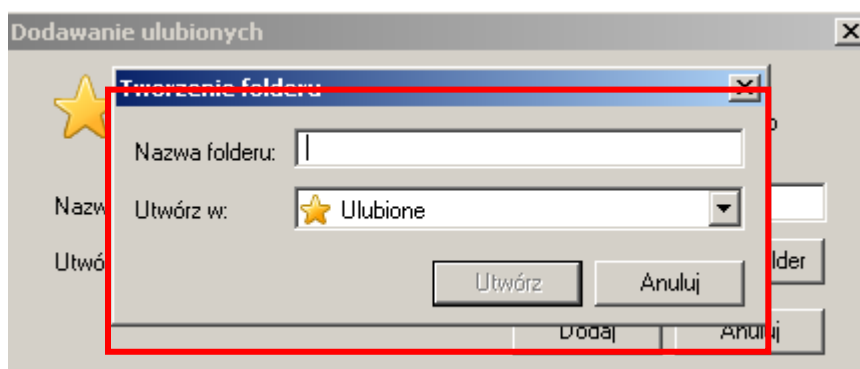 Dodawanie ulubionych
Tworzenie folderu
Nazwa folderu:
Nazw
Utwórz w:
Ulubione
Utwó
lder
Utwórz
Anuluj
Dodaj
Anuluj